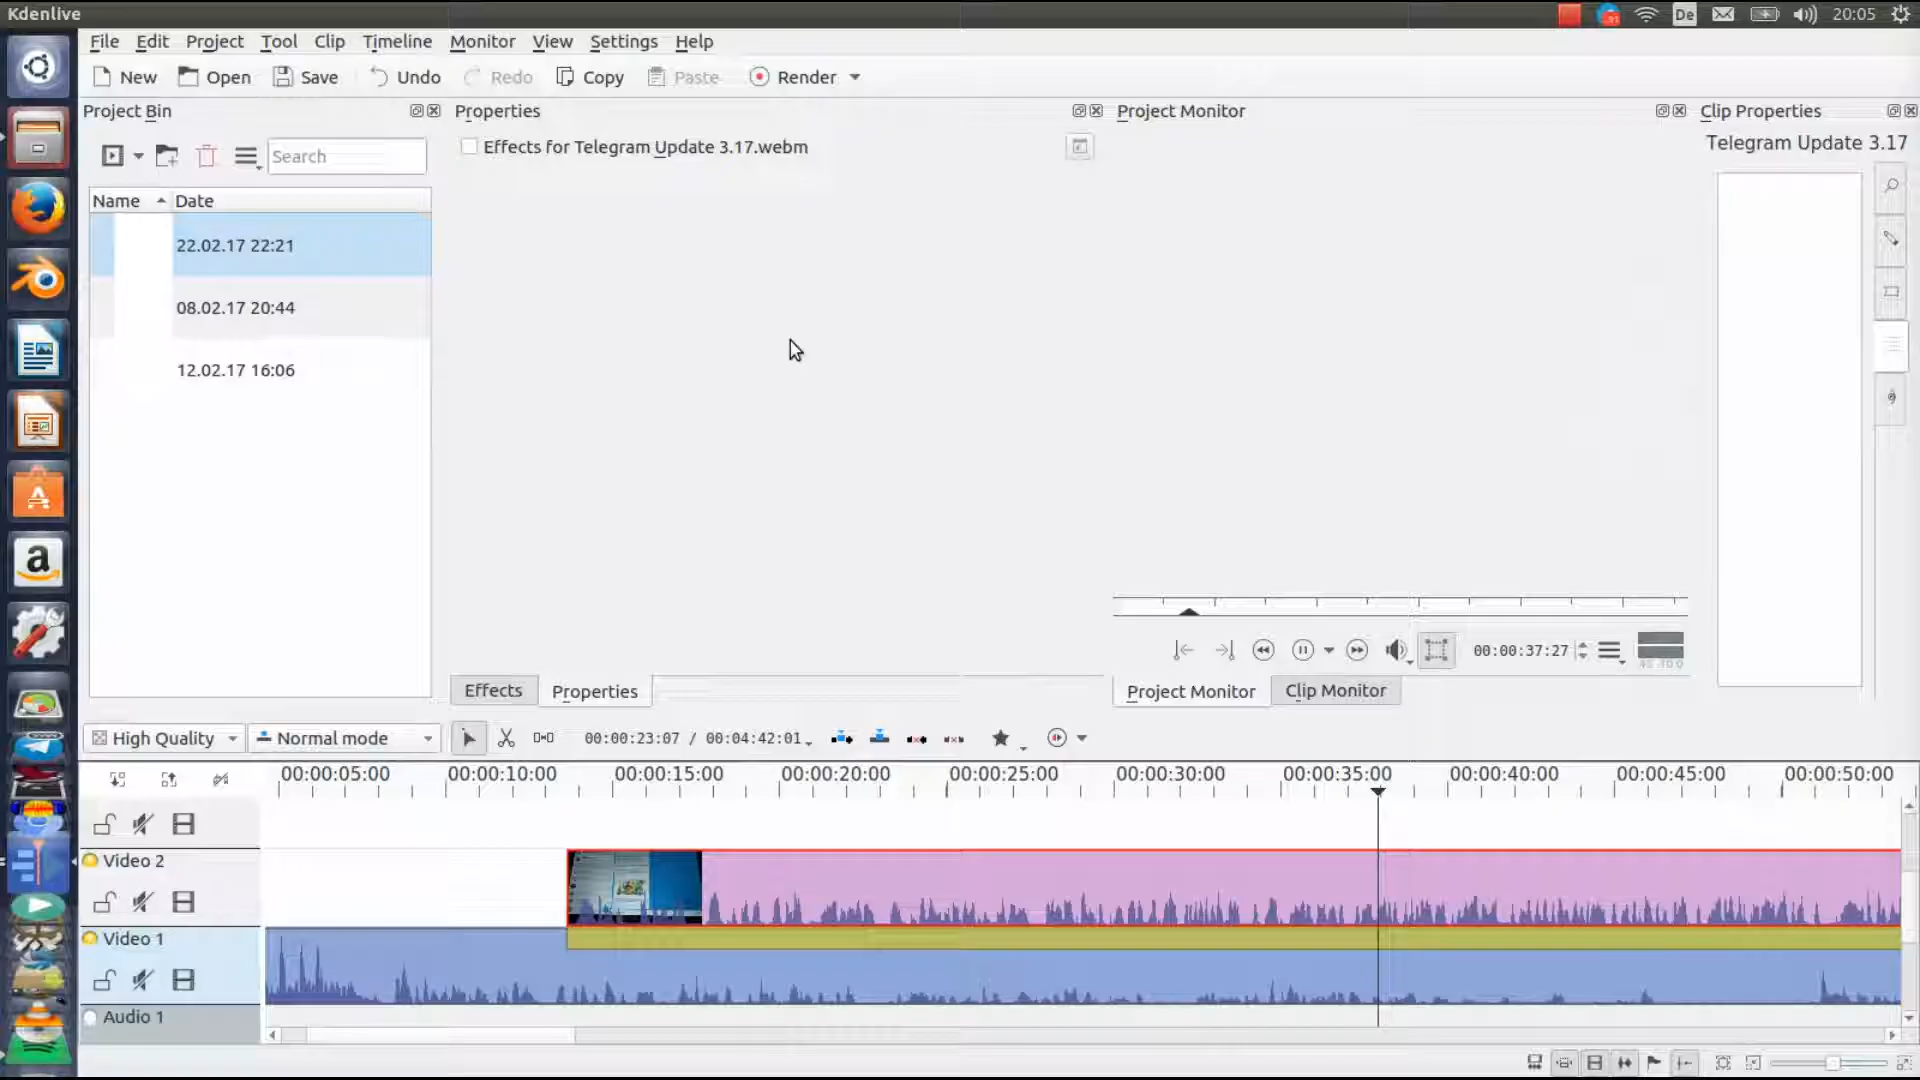 Kdenlive
De
20:05
File Edit Project Tool Clip Timeline Monitor View Settings Help
New Open Save Undo Redo Copy Paste Render
Project Bin
Properties
Project Monitor
Clip Properties
Search
Effects for Telegram Update 3.17.webm
Telegram Update 3.17
Name Date
22.02.17 22:21
08.02.17 20:44
12.02.17 16:06
00:00:37:27
Effects Properties
Project Monitor Clip Monitor
High Quality Normal mode
00:00:23:07 / 00:04:42:01
00:00:05:00 00:00:10:00 00:00:15:00 00:00:20:00 00:00:25:00 00:00:30:00 00:00:35:00 00:00:40:00 00:00:45:00 00:00:50:00
Video 2
Video 1
Audio 1